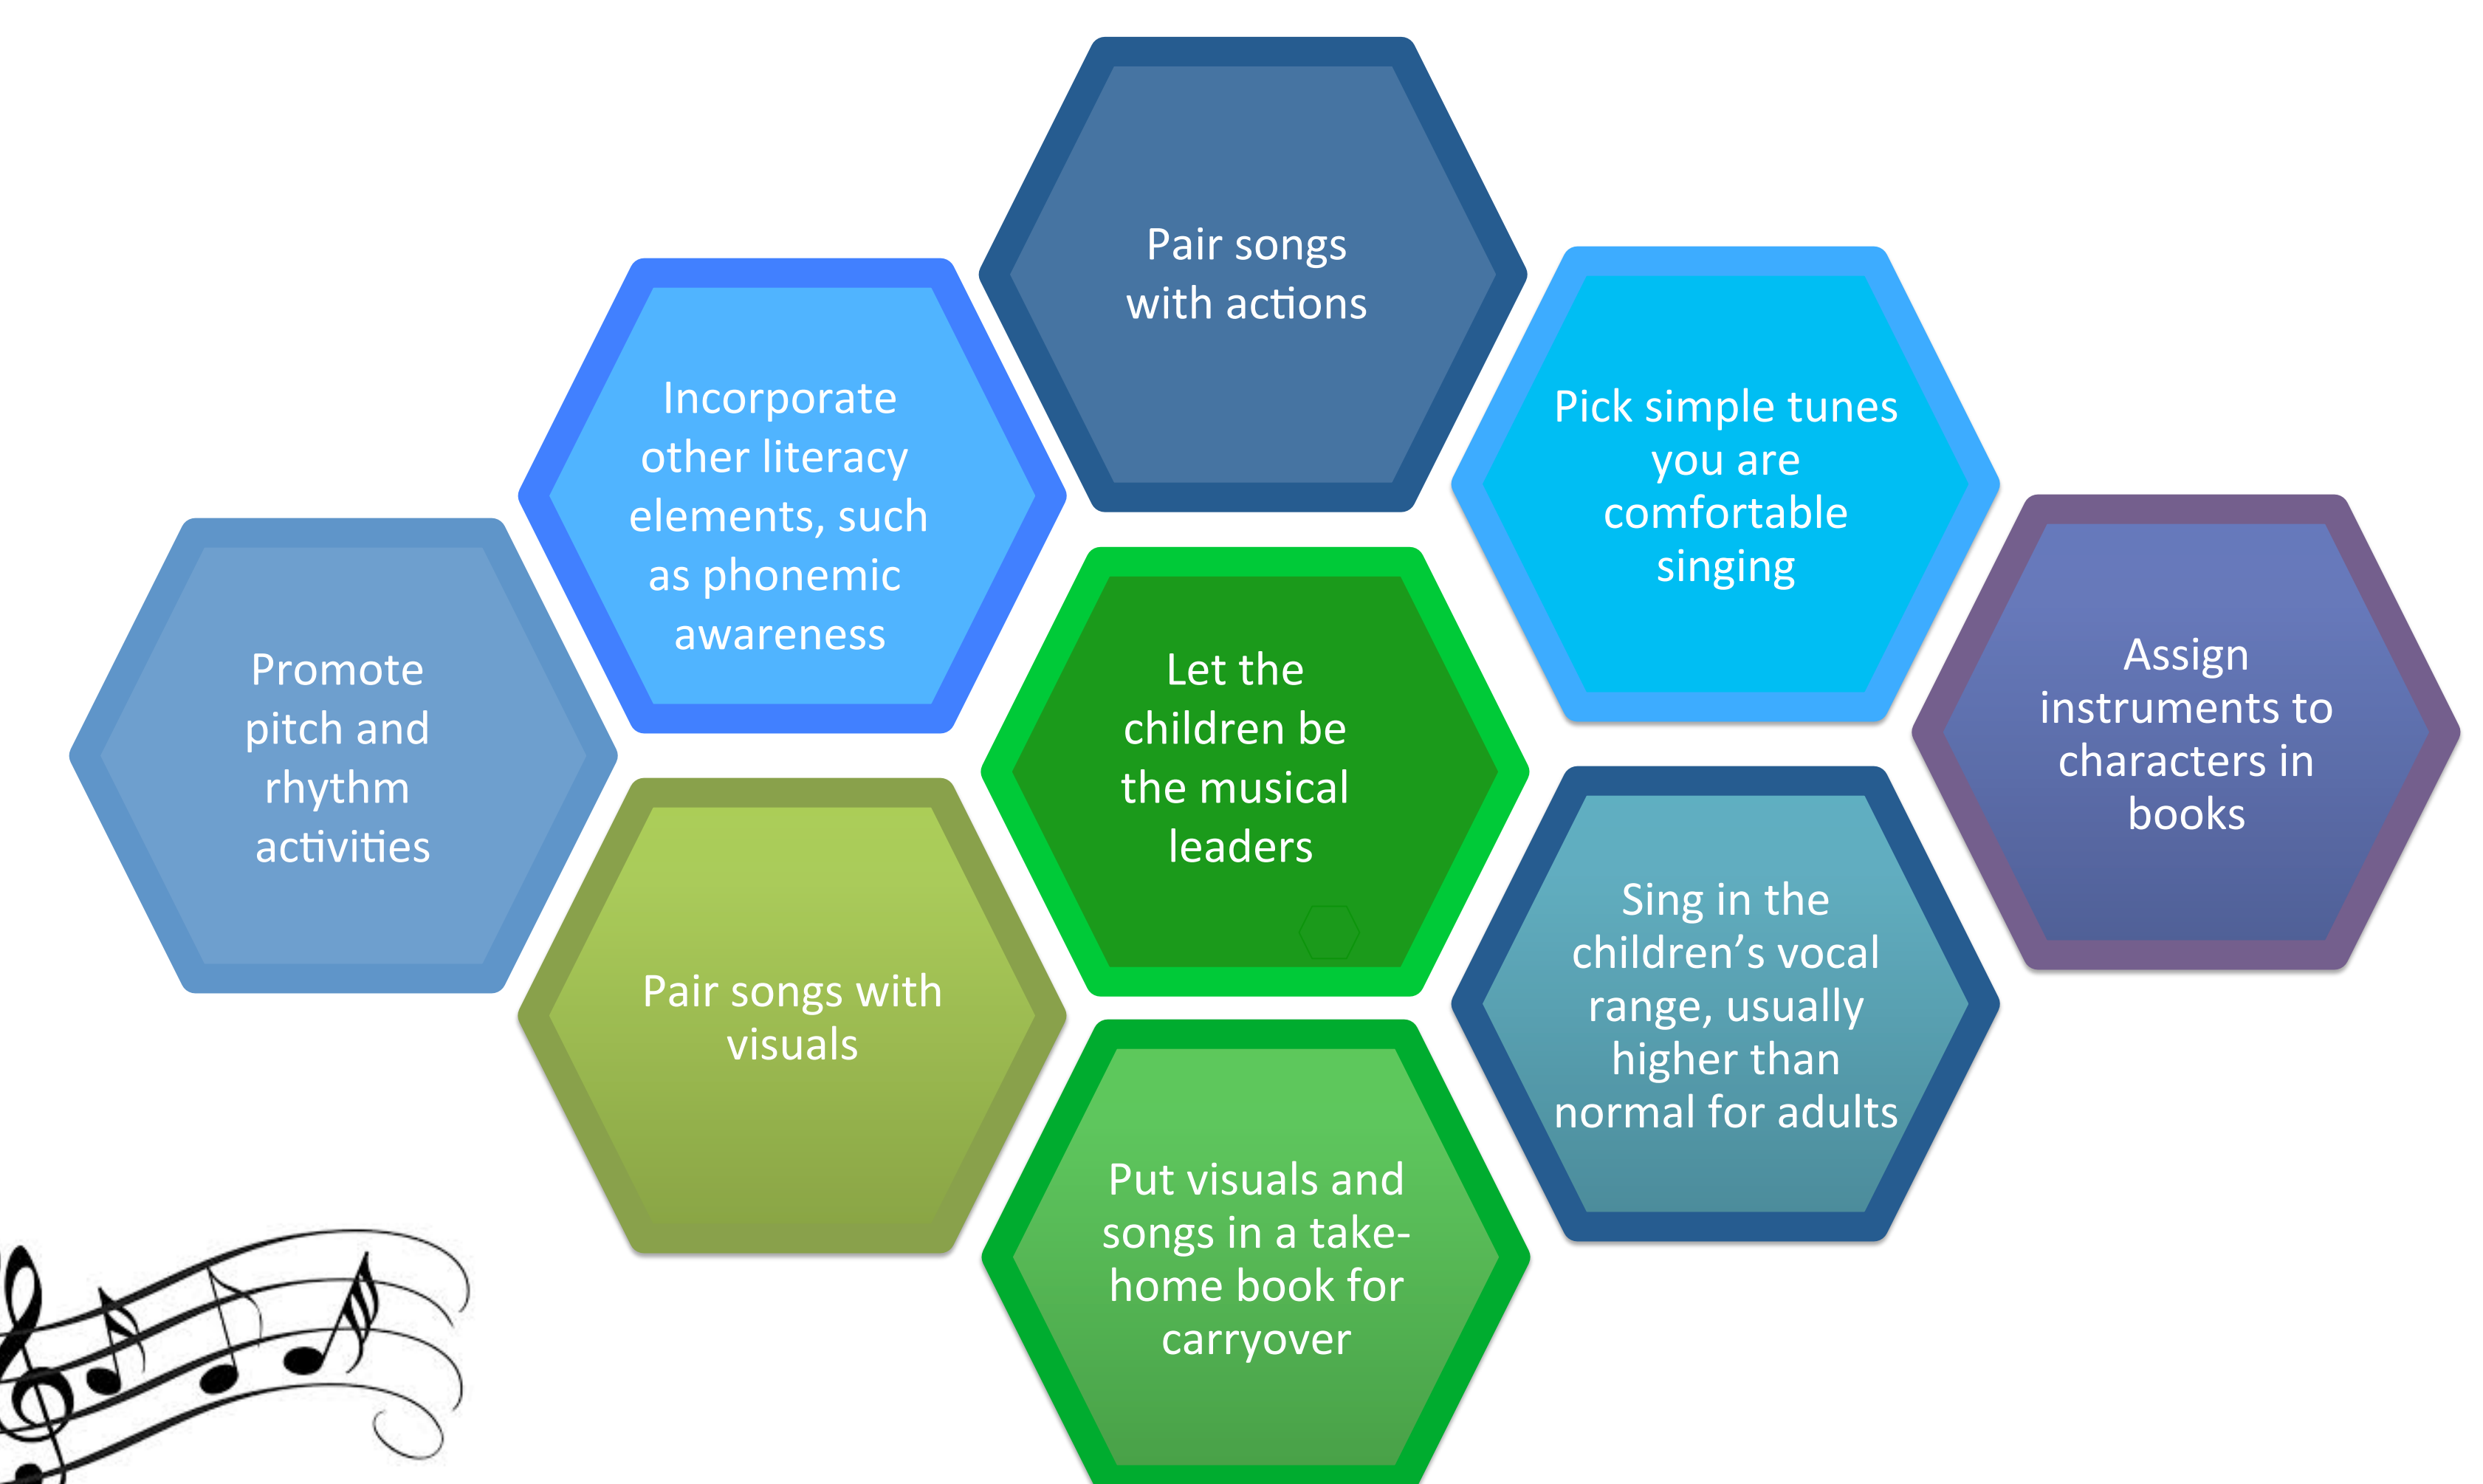 Pair songs
with actions
Incorporate
other literacy
elements, such
as phonemic
awareness
Pick simple tunes
you are
comfortable
singing
Promote
pitch and
rhythm
activities
Let the
children be
the musical
leaders
Assign
instruments to
characters in
books
Pair songs with
visuals
Sing in the
children’s vocal
range, usually
higher than
normal for adults
Put visuals and
songs in a take-
home book for
carryover